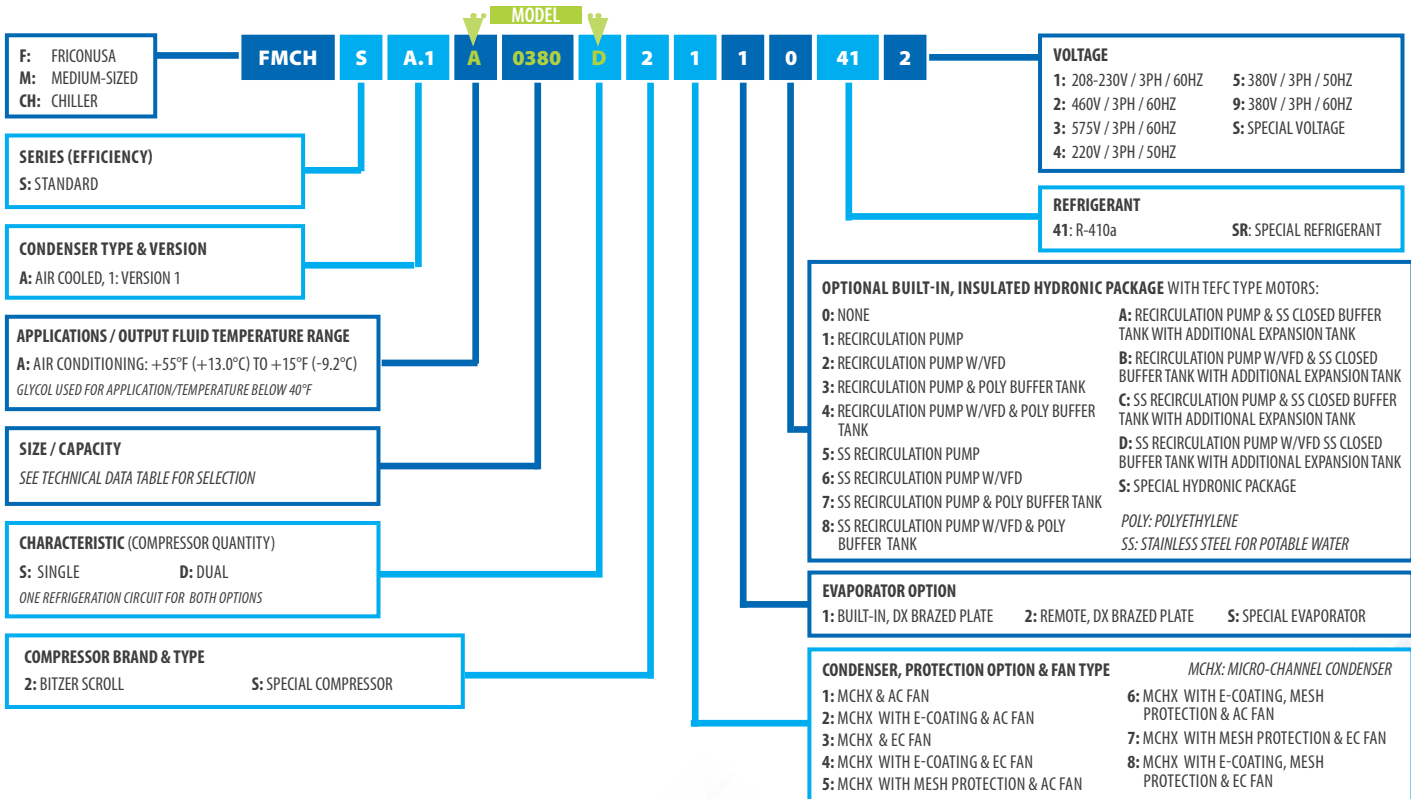 MODEL
FMCH S A.1 A 0380 D 2 1 1 0 41 2
F: FRICONUSA
M: MEDIUM-SIZED
CH: CHILLER
SERIES (EFFICIENCY)
S: STANDARD
CONDENSER TYPE & VERSION
A: AIR COOLED, 1: VERSION 1
APPLICATIONS / OUTPUT FLUID TEMPERATURE RANGE
A: AIR CONDITIONING: +55°F (+13.0°C) TO +15°F (-9.2°C)
GLYCOL USED FOR APPLICATION/TEMPERATURE BELOW 40°F
SIZE / CAPACITY
SEE TECHNICAL DATA TABLE FOR SELECTION
CHARACTERISTIC (COMPRESSOR QUANTITY)
S: SINGLE D: DUAL
ONE REFRIGERATION CIRCUIT FOR BOTH OPTIONS
COMPRESSOR BRAND & TYPE
2: BITZER SCROLL S: SPECIAL COMPRESSOR
VOLTAGE
1: 208-230V / 3PH / 60HZ 5: 380V / 3PH / 50HZ
2: 460V / 3PH / 60HZ 9: 380V / 3PH / 60HZ
3: 575V / 3PH / 60HZ S: SPECIAL VOLTAGE
4: 220V / 3PH / 50HZ
REFRIGERANT
41: R-410a SR: SPECIAL REFRIGERANT
OPTIONAL BUILT-IN, INSULATED HYDRONIC PACKAGE WITH TEFC TYPE MOTORS:
0: NONE
1: RECIRCULATION PUMP
2: RECIRCULATION PUMP W/VFD
3: RECIRCULATION PUMP & POLY BUFFER TANK
4: RECIRCULATION PUMP W/VFD & POLY BUFFER
TANK
5: SS RECIRCULATION PUMP
6: SS RECIRCULATION PUMP W/VFD
7: SS RECIRCULATION PUMP & POLY BUFFER TANK
8: SS RECIRCULATION PUMP W/VFD & POLY
BUFFER TANK
A: RECIRCULATION PUMP & SS CLOSED BUFFER
TANK WITH ADDITIONAL EXPANSION TANK
B: RECIRCULATION PUMP W/VFD & SS CLOSED
BUFFER TANK WITH ADDITIONAL EXPANSION TANK
C: SS RECIRCULATION PUMP & SS CLOSED BUFFER
TANK WITH ADDITIONAL EXPANSION TANK
D: SS RECIRCULATION PUMP W/VFD SS CLOSED
BUFFER TANK WITH ADDITIONAL EXPANSION TANK
S: SPECIAL HYDRONIC PACKAGE
POLY: POLYETHYLENE
SS: STAINLESS STEEL FOR POTABLE WATER
EVAPORATOR OPTION
1: BUILT-IN, DX BRAZED PLATE 2: REMOTE, DX BRAZED PLATE S: SPECIAL EVAPORATOR
CONDENSER, PROTECTION OPTION & FAN TYPE MCHX: MICRO-CHANNEL CONDENSER
1: MCHX & AC FAN
2: MCHX WITH E-COATING & AC FAN
3: MCHX & EC FAN
4: MCHX WITH E-COATING & EC FAN
5: MCHX WITH MESH PROTECTION & AC FAN
6: MCHX WITH E-COATING, MESH
PROTECTION & AC FAN
7: MCHX WITH MESH PROTECTION & EC FAN
8: MCHX WITH E-COATING, MESH
PROTECTION & EC FAN